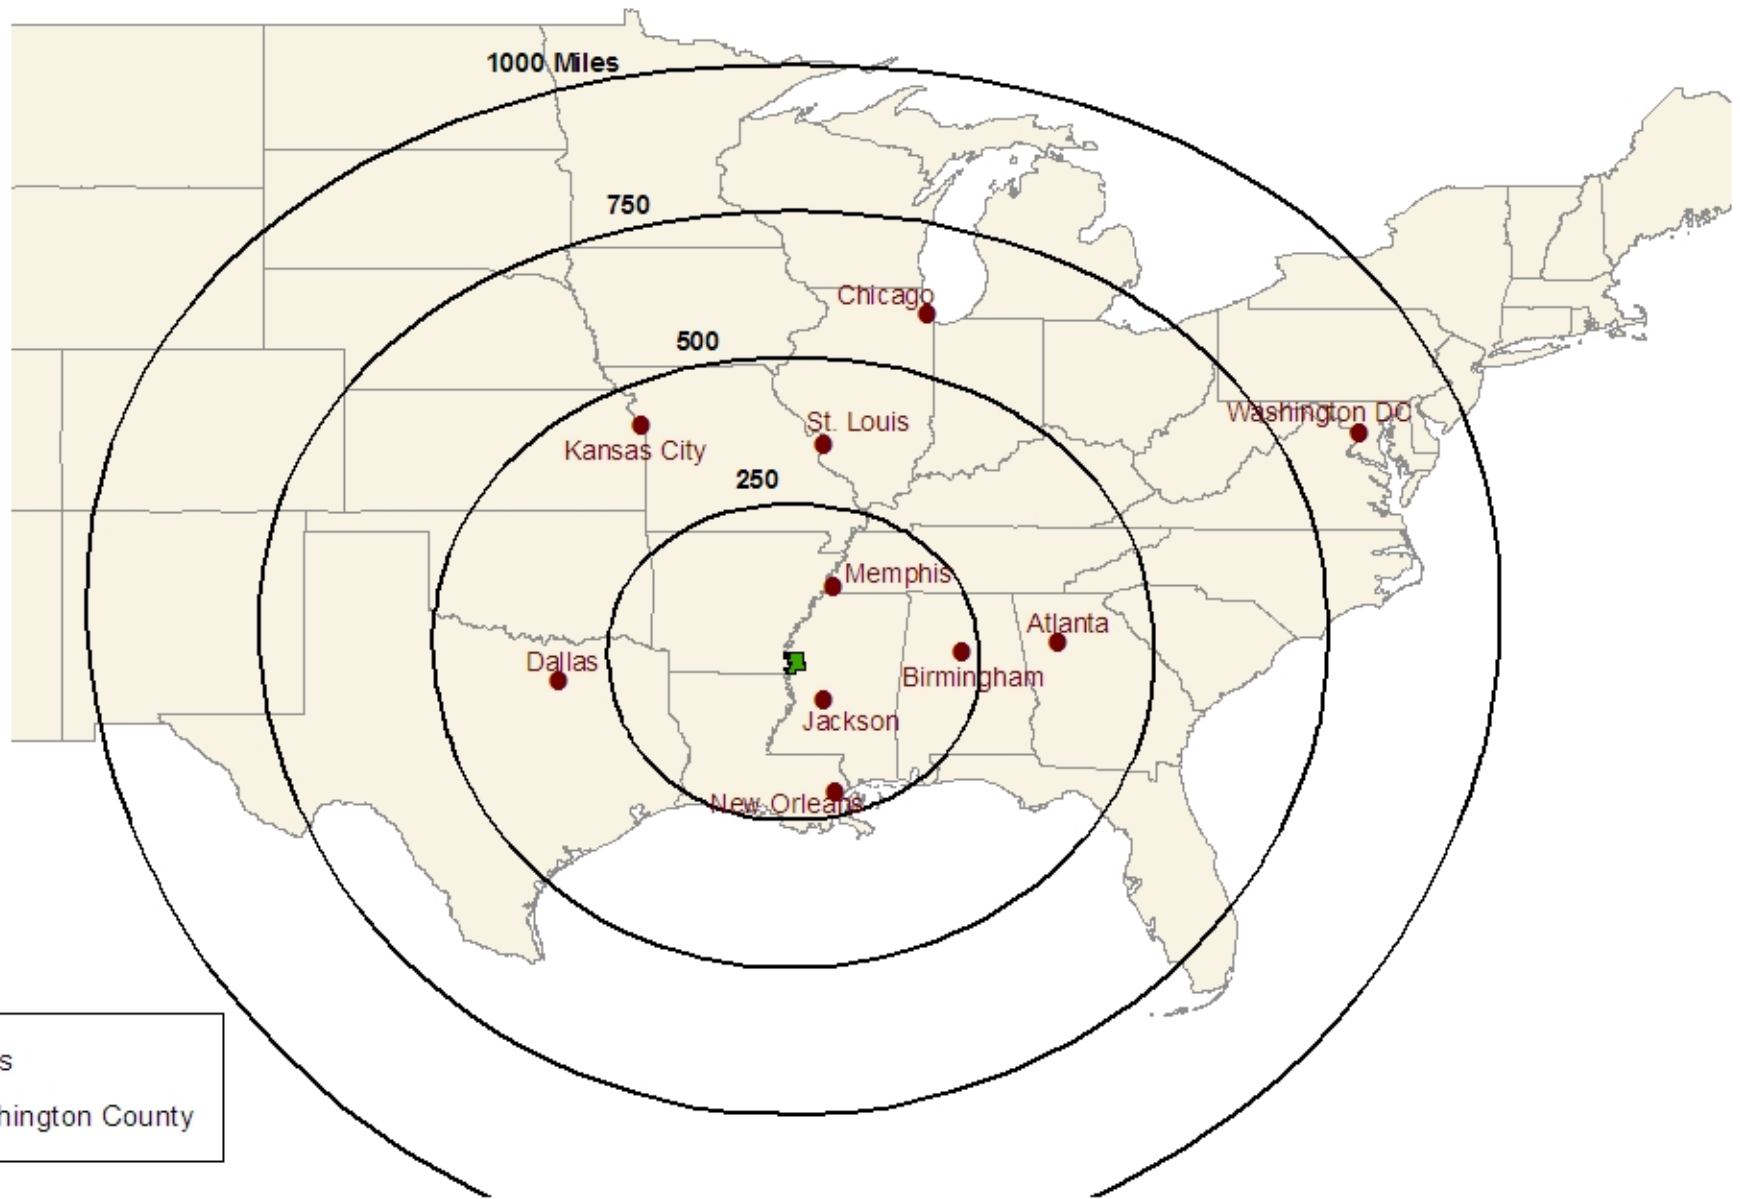 1000 Miles
750
Chicago
500
Washington DC
St. Louis
Kansas City
250
Memphis
Atlanta
Dallas
Birmingham
Jackson
New Orleans
s
hington County